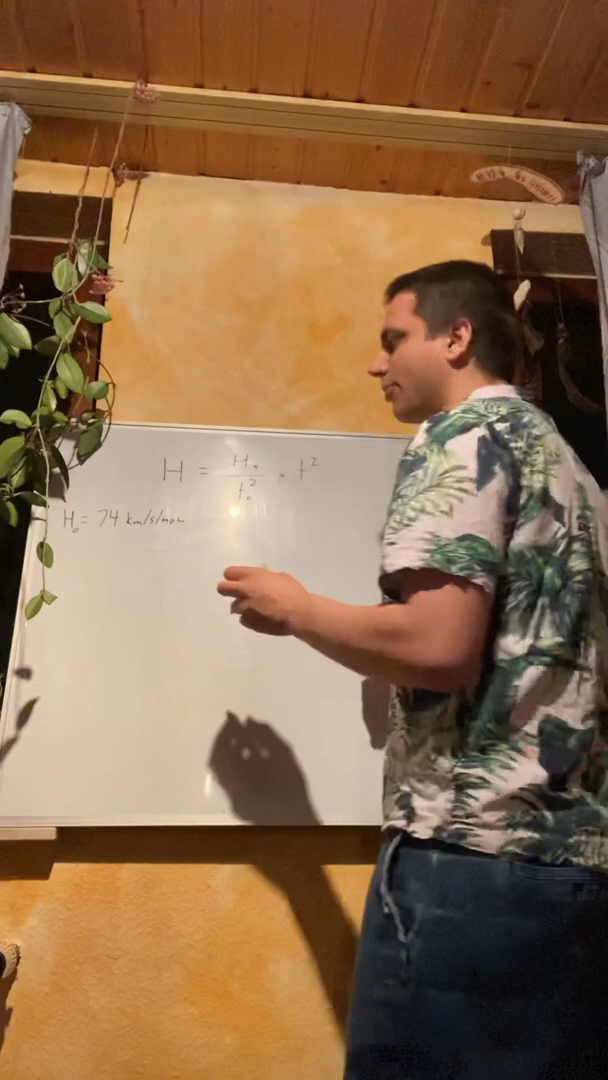 H = H₀/t₀² × t²
H₀ = 74 km/s/mpc